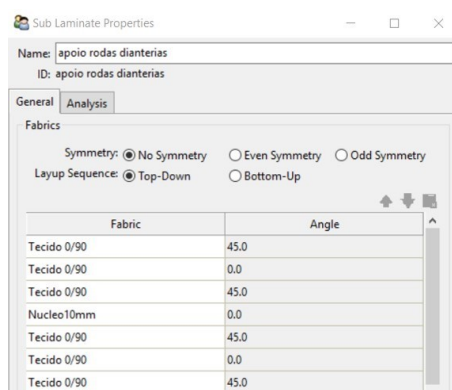 Sub Laminate Properties
Name: apoio rodas dianterias
ID: apoio rodas dianterias
General Analysis
Fabrics
Symmetry: No Symmetry Even Symmetry Odd Symmetry
Layup Sequence: Top-Down Bottom-Up
Fabric Angle
Tecido 0/90 45.0
Tecido 0/90 0.0
Tecido 0/90 45.0
Nucleo10mm 0.0
Tecido 0/90 45.0
Tecido 0/90 0.0
Tecido 0/90 45.0